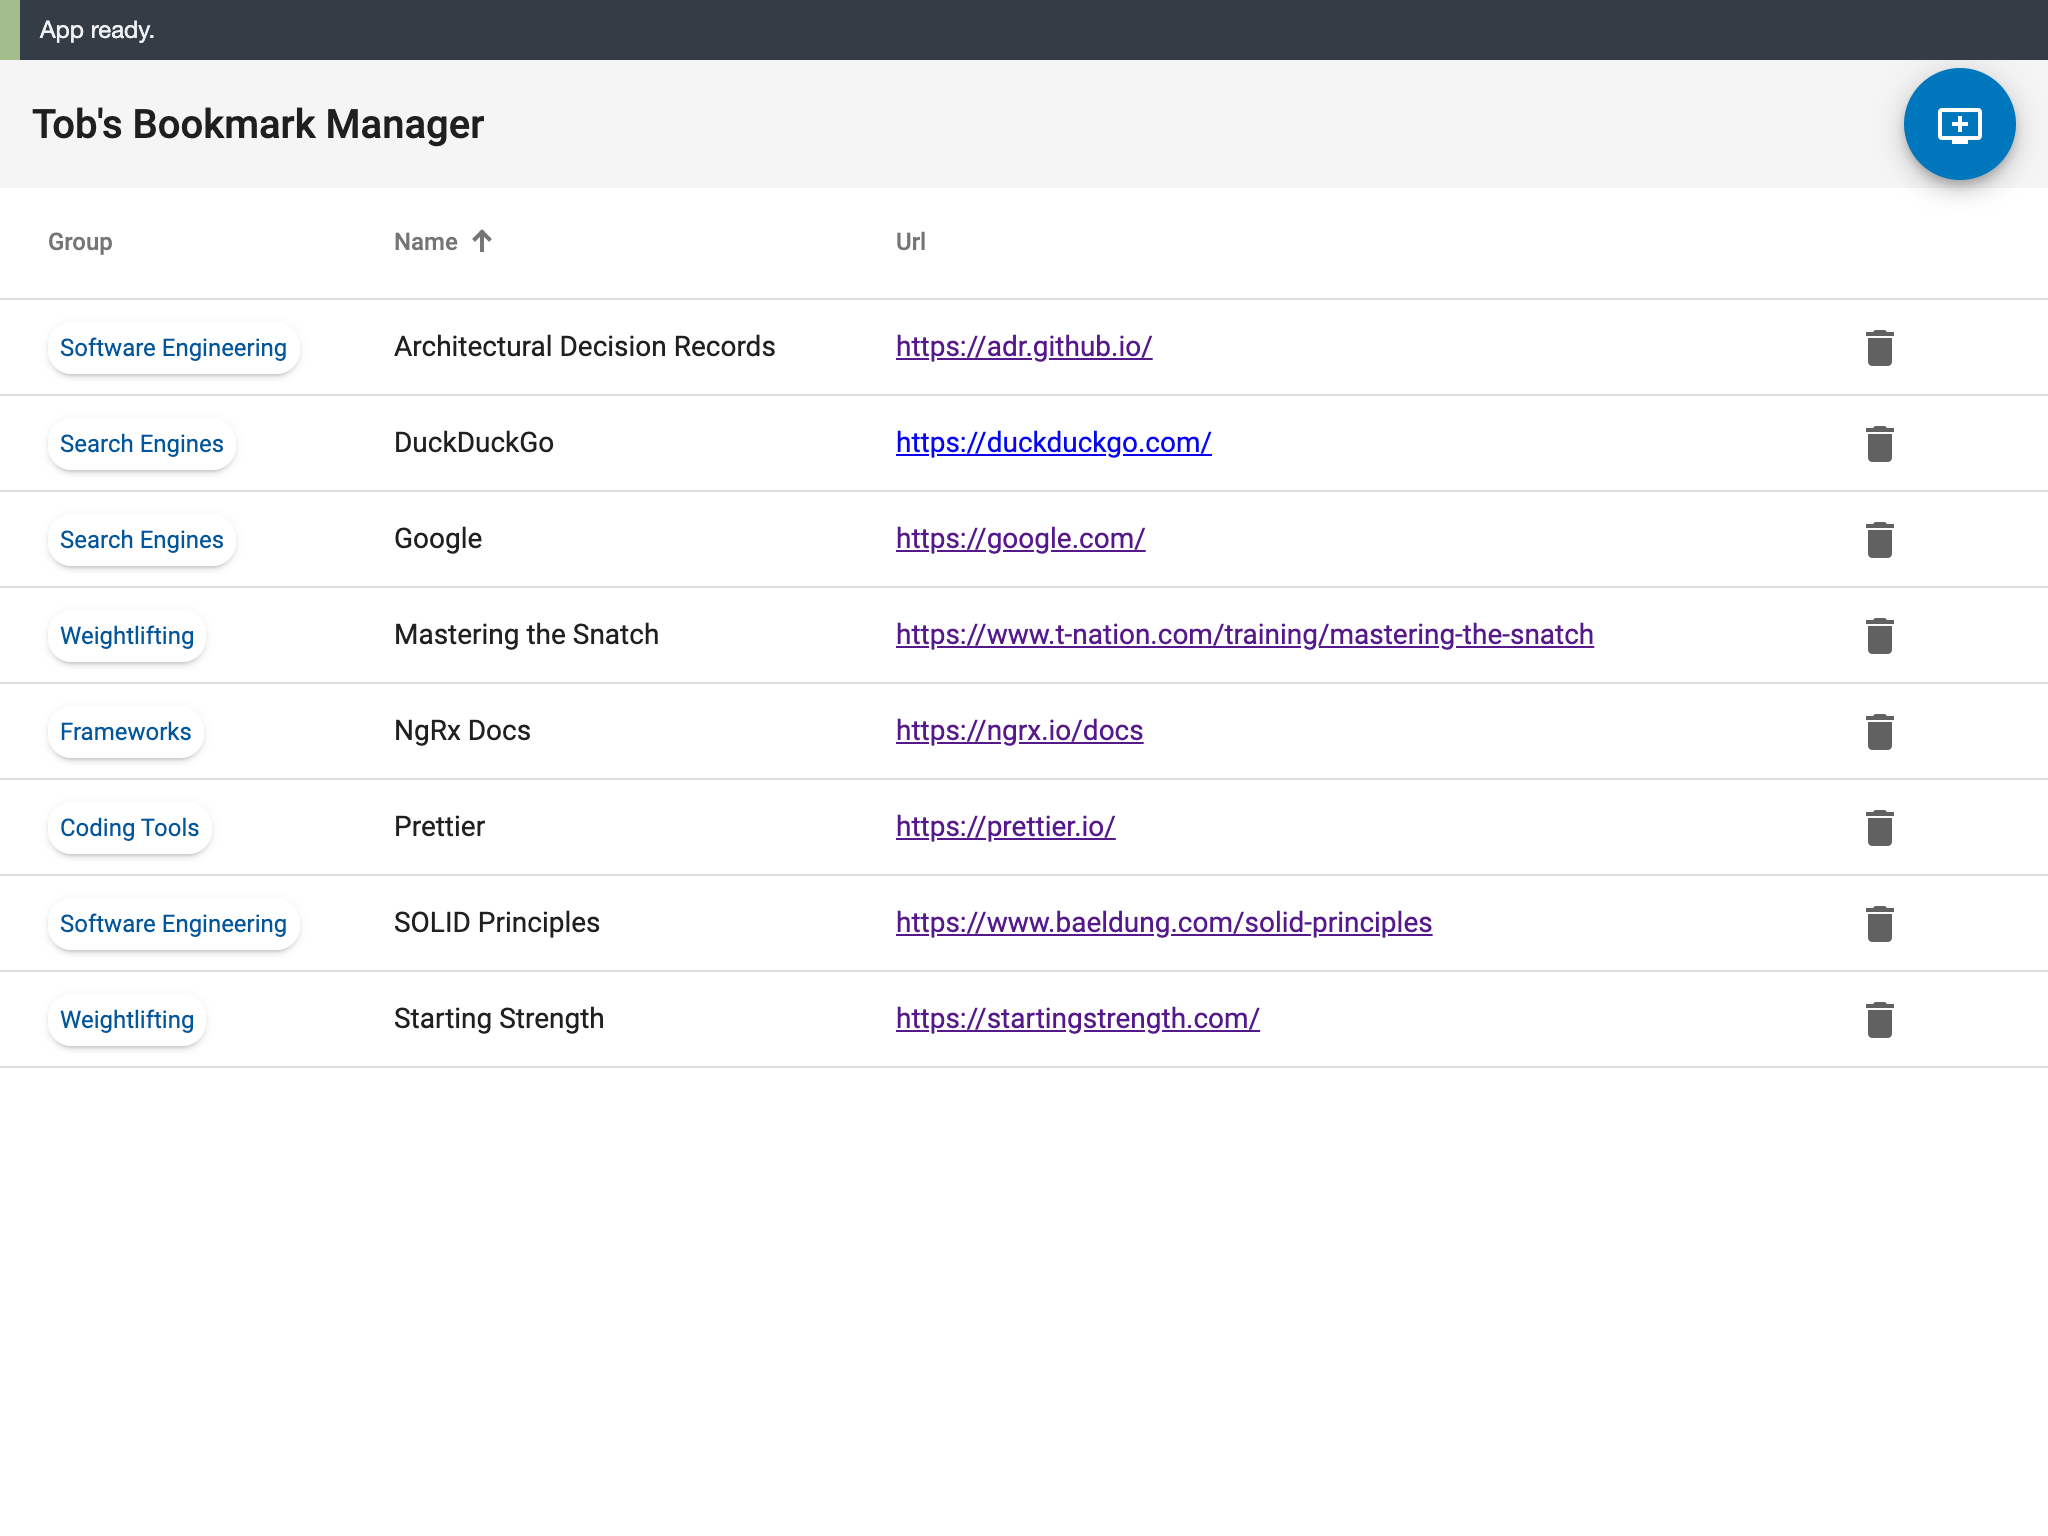 App ready.
Tob's Bookmark Manager
Group Name Url
Software Engineering Architectural Decision Records https://adr.github.io/
Search Engines DuckDuckGo https://duckduckgo.com/
Search Engines Google https://google.com/
Weightlifting Mastering the Snatch https://www.t-nation.com/training/mastering-the-snatch
Frameworks NgRx Docs https://ngrx.io/docs
Coding Tools Prettier https://prettier.io/
Software Engineering SOLID Principles https://www.baeldung.com/solid-principles
Weightlifting Starting Strength https://startingstrength.com/